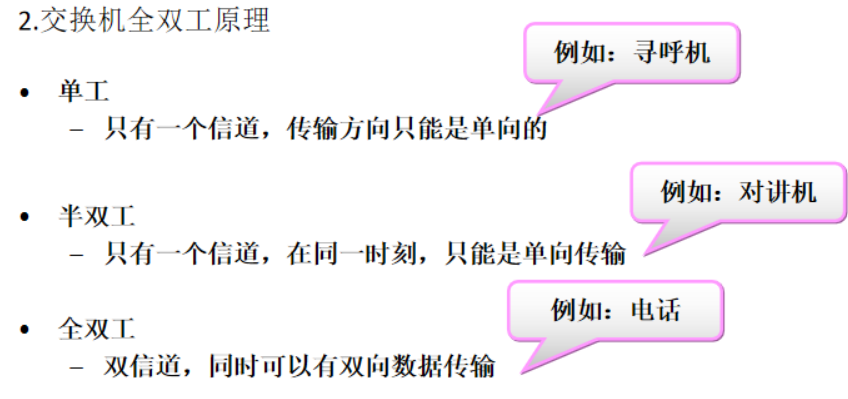 2.交换机全双工原理
例如：寻呼机
• 单工
– 只有一个信道，传输方向只能是单向的
例如：对讲机
• 半双工
– 只有一个信道，在同一时刻，只能是单向传输
例如：电话
• 全双工
– 双信道，同时可以有双向数据传输